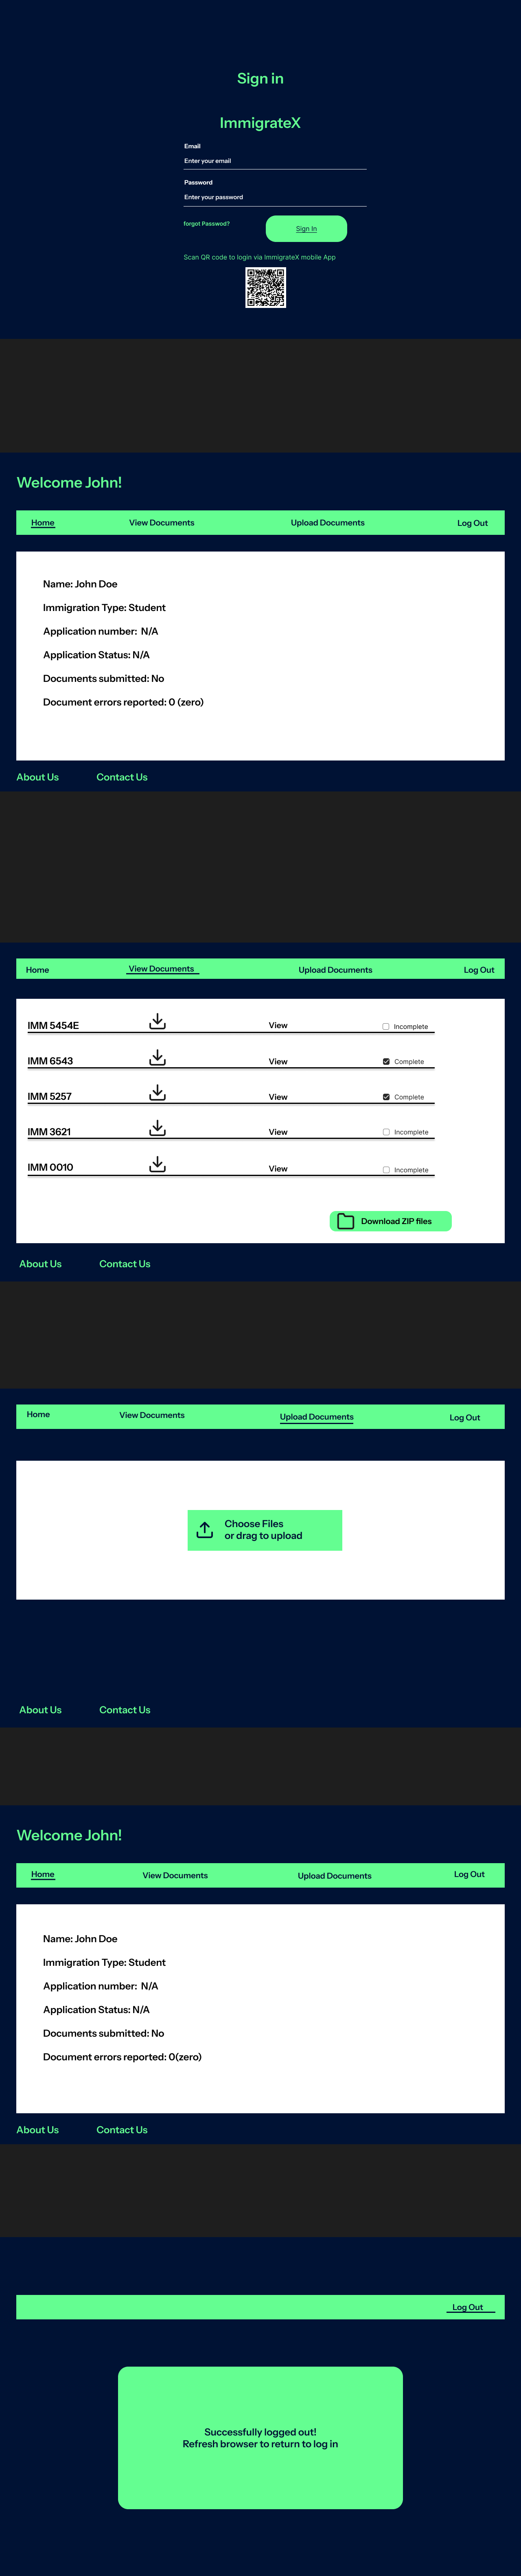 Sign in
ImmigrateX
Email
Enter your email
Password
Enter your password
forgot Passwod?
Sign In
Scan QR code to login via ImmigrateX mobile App
Welcome John!
Home View Documents Upload Documents Log Out
Name: John Doe
Immigration Type: Student
Application number: N/A
Application Status: N/A
Documents submitted: No
Document errors reported: 0 (zero)
About Us Contact Us
Home View Documents Upload Documents Log Out
IMM 5454E View Incomplete
IMM 6543 View Complete
IMM 5257 View Complete
IMM 3621 View Incomplete
IMM 0010 View Incomplete
Download ZIP files
About Us Contact Us
Home View Documents Upload Documents Log Out
Choose Files
or drag to upload
About Us Contact Us
Welcome John!
Home View Documents Upload Documents Log Out
Name: John Doe
Immigration Type: Student
Application number: N/A
Application Status: N/A
Documents submitted: No
Document errors reported: 0(zero)
About Us Contact Us
Log Out
Successfully logged out!
Refresh browser to return to log in